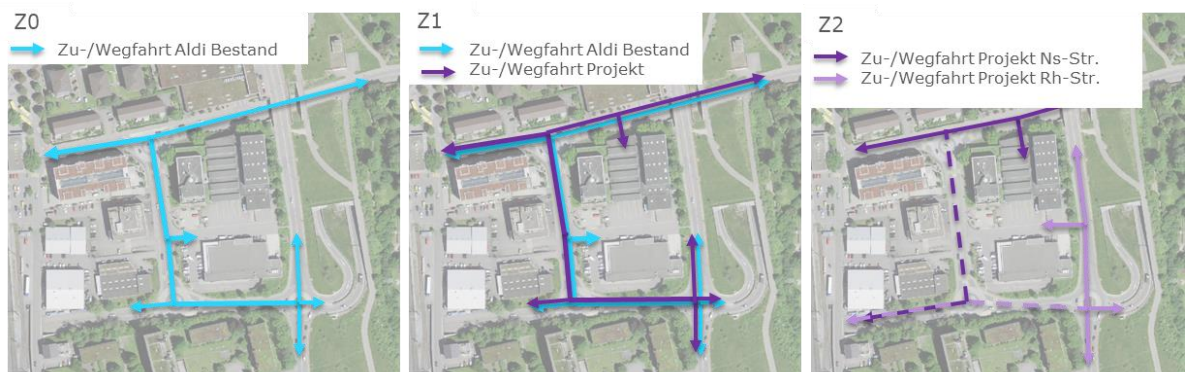 Z0
Zu-/Wegfahrt Aldi Bestand
Z1
Zu-/Wegfahrt Aldi Bestand
Zu-/Wegfahrt Projekt
Z2
Zu-/Wegfahrt Projekt Ns-Str.
Zu-/Wegfahrt Projekt Rh-Str.